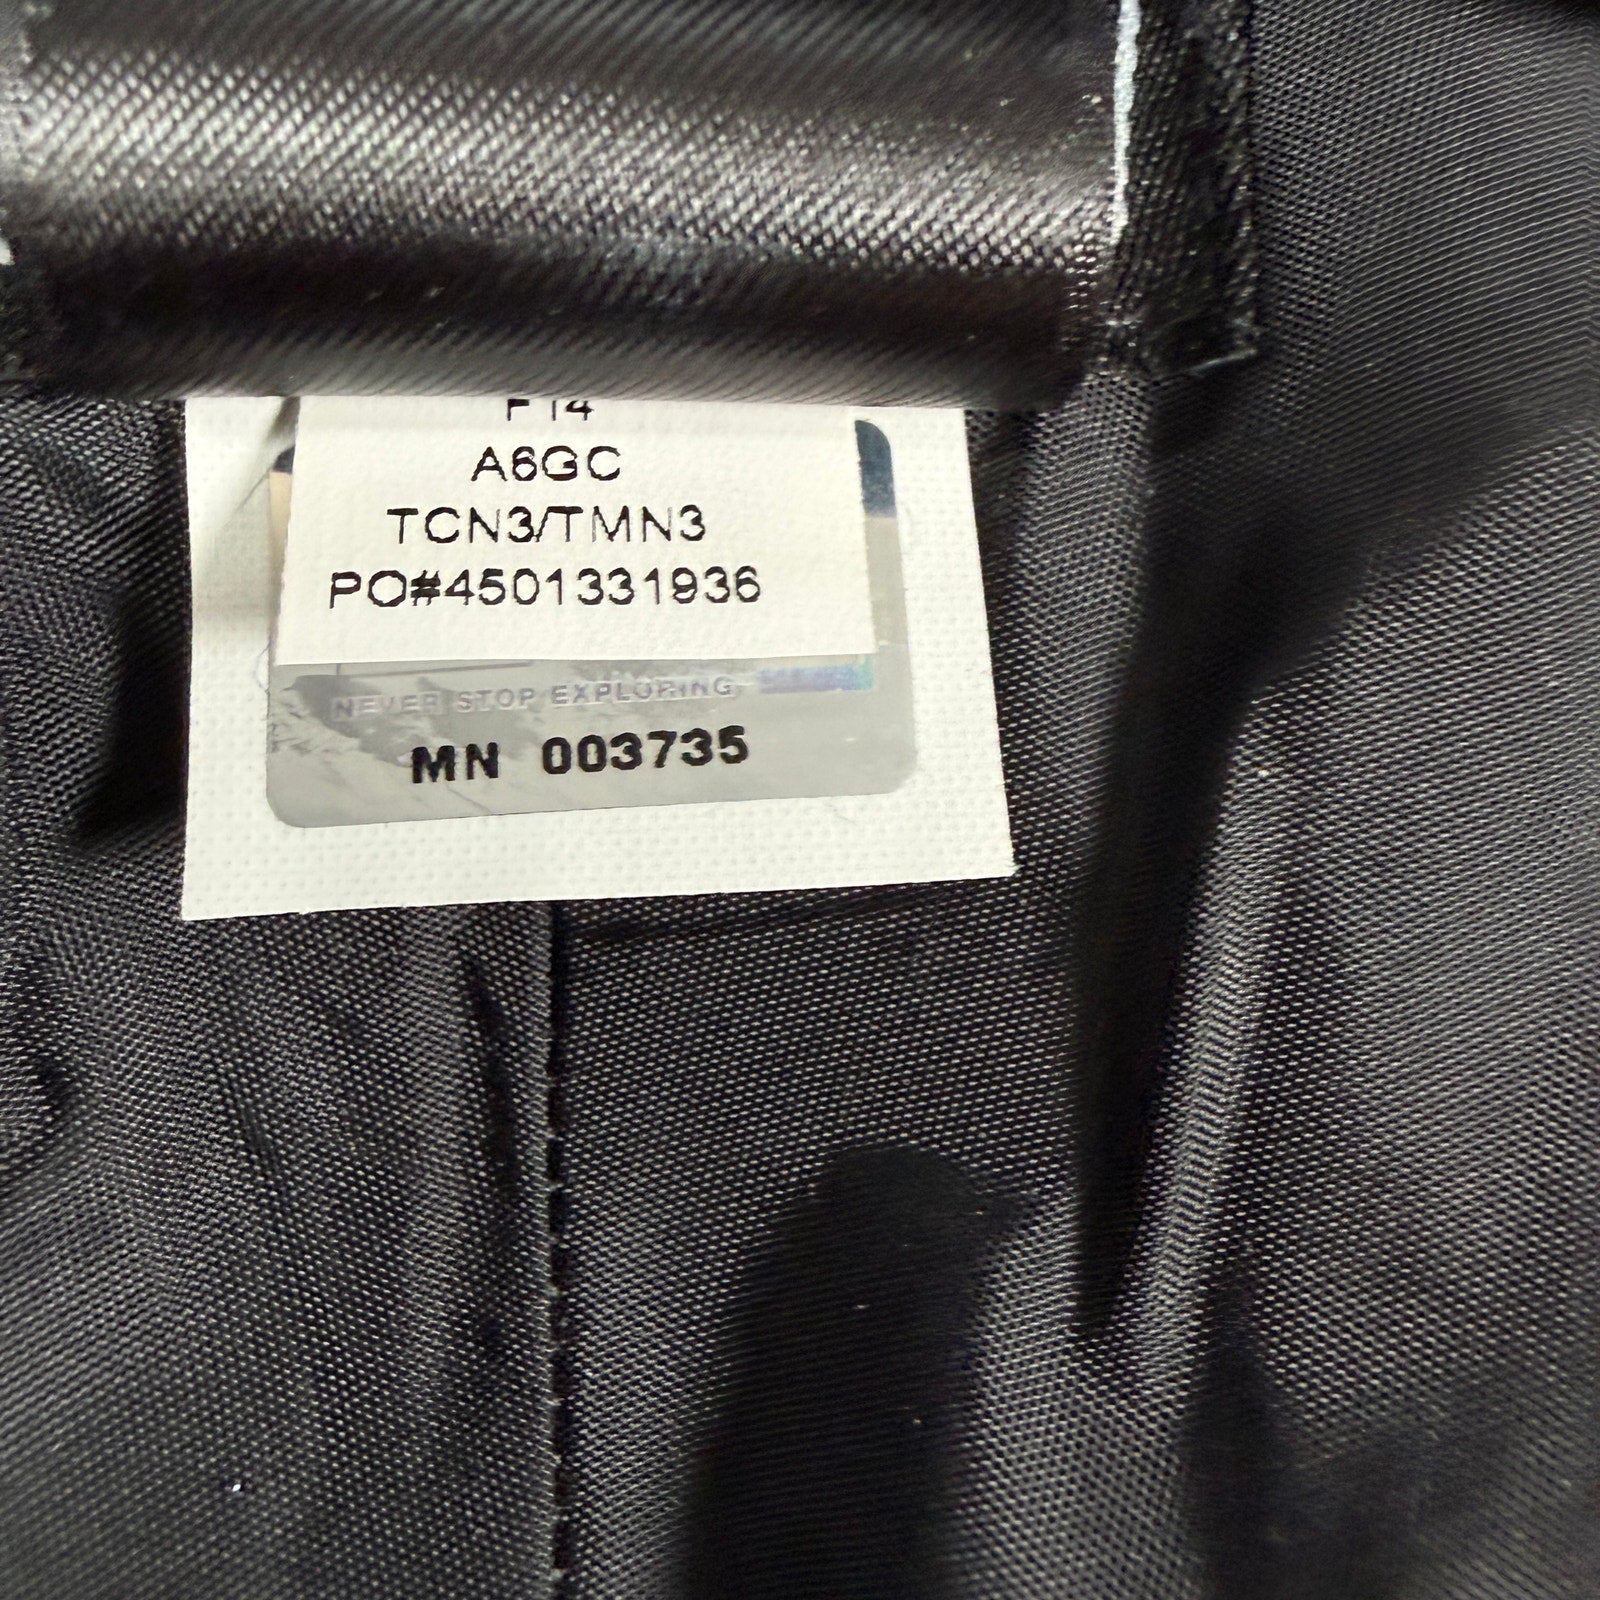 F14
A6GC
TCN3/TMN3
PO#4501331936
NEVER STOP EXPLORING
MN 003735